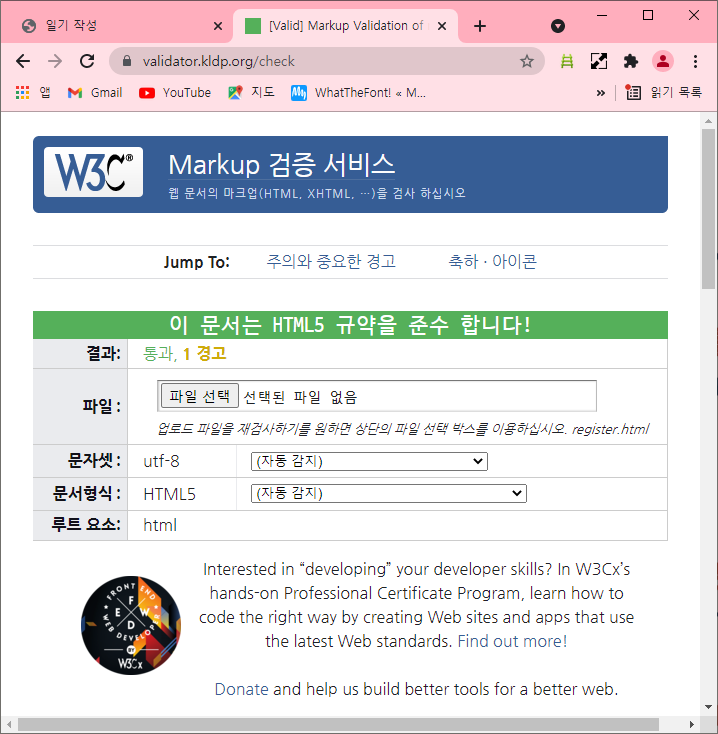 일기 작성
[Valid] Markup Validation of
validator.kldp.org/check
앱 Gmail YouTube 지도 WhatTheFont! « M... » 읽기 목록
W3C®
Markup 검증 서비스
웹 문서의 마크업(HTML, XHTML, …)을 검사 하십시오
Jump To: 주의와 중요한 경고 축하 · 아이콘
이 문서는 HTML5 규약을 준수 합니다!
결과: 통과, 1 경고
파일 : 파일 선택 선택된 파일 없음
업로드 파일을 재검사하기를 원하면 상단의 파일 선택 박스를 이용하십시오. register.html
문자셋 : utf-8 (자동 감지)
문서형식 : HTML5 (자동 감지)
루트 요소: html
FRONT END
F
E W
D
WEB DEVELOPER
BY
W3Cx
Interested in “developing” your developer skills? In W3Cx’s
hands-on Professional Certificate Program, learn how to
code the right way by creating Web sites and apps that use
the latest Web standards. Find out more!
Donate and help us build better tools for a better web.